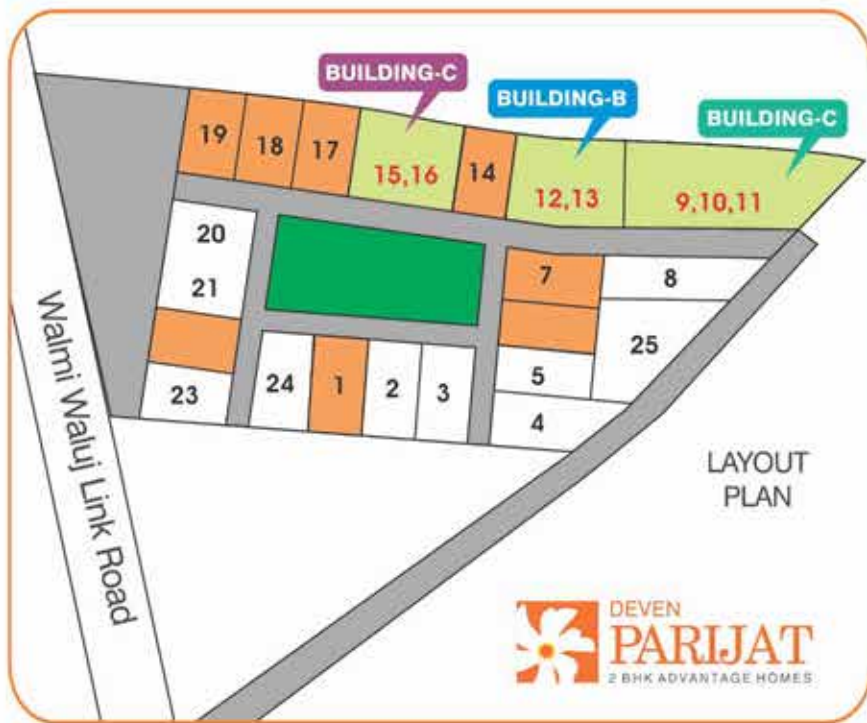 BUILDING-C
BUILDING-B
BUILDING-C
19
18
17
15,16
14
12,13
9,10,11
20
21
7
8
25
23
24
1
2
3
5
4
Walmi Waluj Link Road
LAYOUT
PLAN
DEVEN
PARIJAT
2 BHK ADVANTAGE HOMES